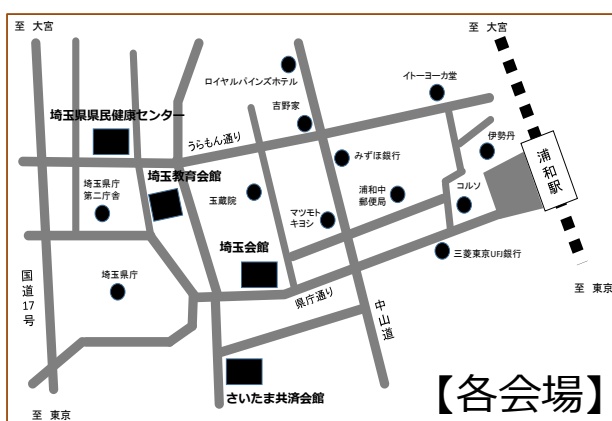 至 大宮
至 大宮
ロイヤルパインズホテル
イトーヨーカ堂
吉野家
埼玉県県民健康センター
うらもん通り
伊勢丹
浦和駅
みずほ銀行
埼玉教育会館
埼玉県庁
第二庁舎
玉蔵院
浦和中
郵便局
コルソ
マツモト
キヨシ
埼玉会館
三菱東京UFJ銀行
埼玉県庁
国道17号
県庁通り
中山道
至 東京
さいたま共済会館
【各会場】
至 東京